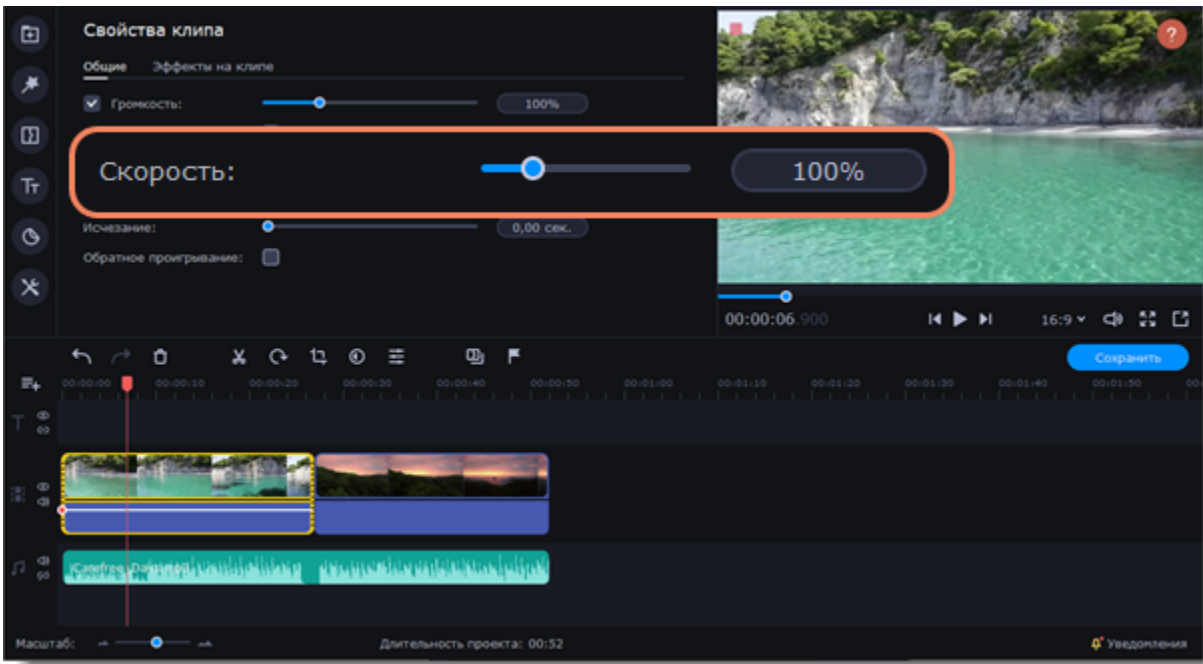 Свойства клипа
Общие Эффекты на клипе
Громкость: 100%
Скорость: 100%
Исчезание: 0,00 сек.
Обратное проигрывание:
?
00:00:06.900 16:9
Сохранить
00:00:00 00:00:10 00:00:20 00:00:30 00:00:40 00:00:50 00:01:00 00:01:10 00:01:20 00:01:30 00:01:40 00:01:50 00
Carefree_Days.mp3
Масштаб: Длительность проекта: 00:52 Уведомления